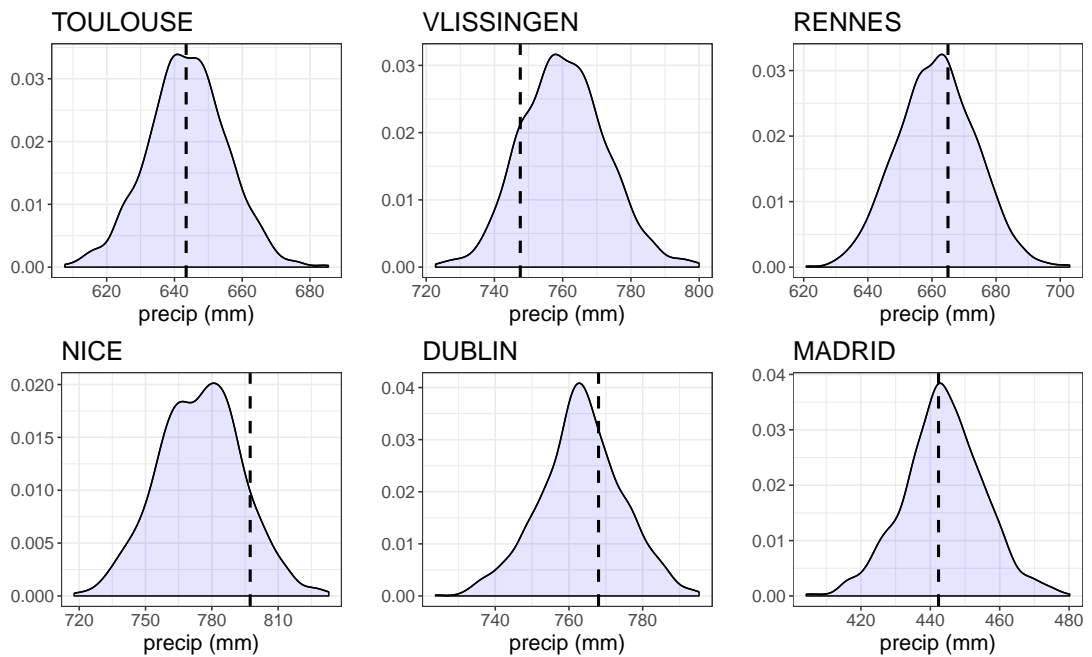 TOULOUSE
0.03
0.02
0.01
0.00
620 640 660 680
precip (mm)
VLISSINGEN
0.03
0.02
0.01
0.00
720 740 760 780 800
precip (mm)
RENNES
0.03
0.02
0.01
0.00
620 640 660 680 700
precip (mm)
NICE
0.020
0.015
0.010
0.005
0.000
720 750 780 810
precip (mm)
DUBLIN
0.04
0.03
0.02
0.01
0.00
740 760 780
precip (mm)
MADRID
0.04
0.03
0.02
0.01
0.00
420 440 460 480
precip (mm)